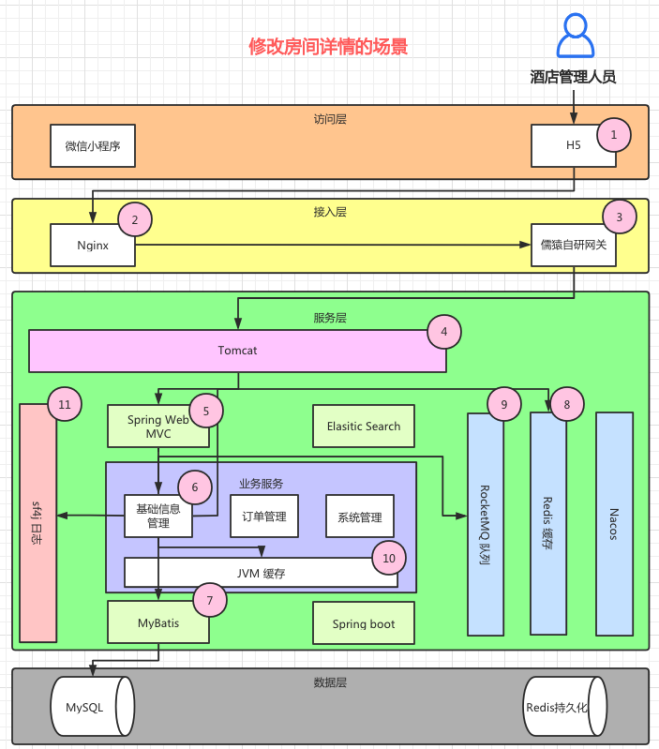 修改房间详情的场景
酒店管理人员
访问层
微信小程序
H5
1
接入层
2
3
Nginx
儒猿自研网关
服务层
4
Tomcat
11
5
9
8
Spring Web
MVC
Elasitic Search
sf4j 日志
RocketMQ 队列
Redis 缓存
Nacos
业务服务
6
基础信息
管理
订单管理
系统管理
10
JVM 缓存
7
MyBatis
Spring boot
数据层
MySQL
Redis持久化